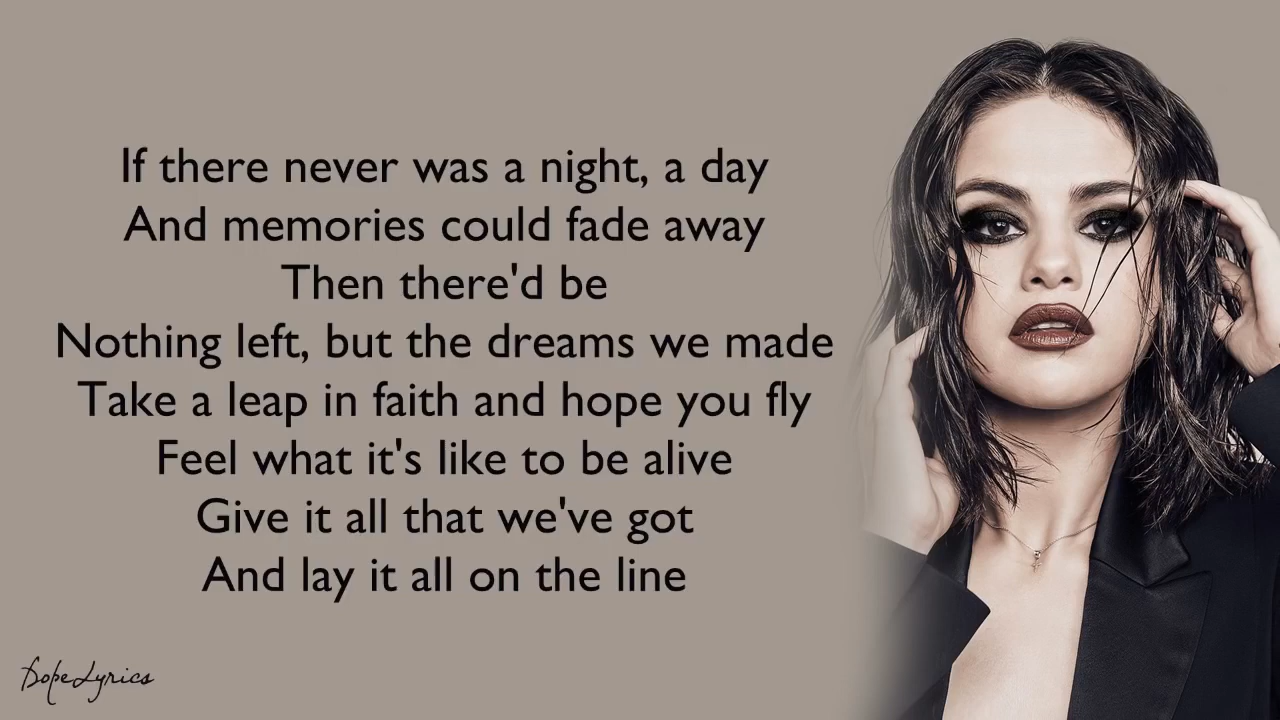 If there never was a night, a day
And memories could fade away
Then there'd be
Nothing left, but the dreams we made
Take a leap in faith and hope you fly
Feel what it's like to be alive
Give it all that we've got
And lay it all on the line
DopeLyrics